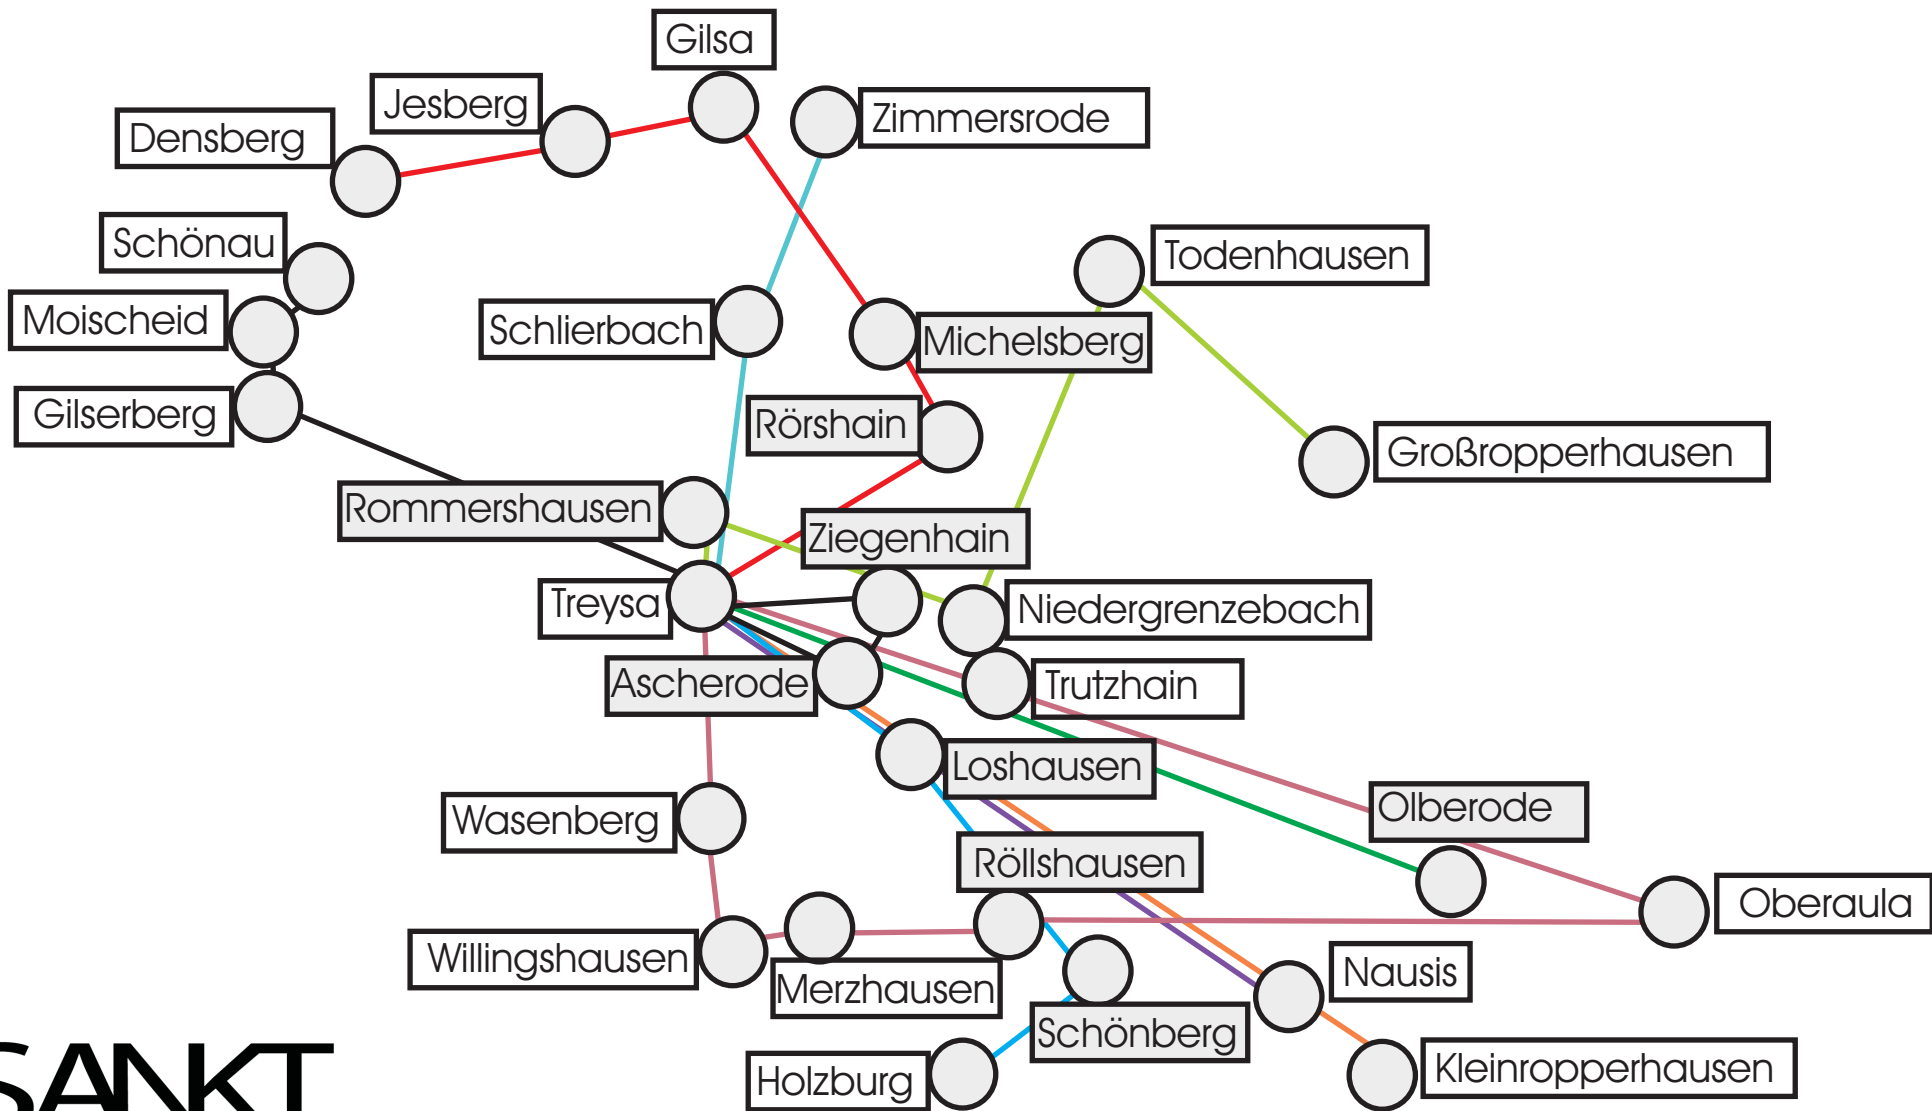 Gilsa
Jesberg
Zimmersrode
Densberg
Schönau
Todenhausen
Moischeid
Schlierbach
Michelsberg
Gilserberg
Rörshain
Großropperhausen
Rommershausen
Ziegenhain
Treysa
Niedergrenzebach
Ascherode
Trutzhain
Loshausen
Olberode
Wasenberg
Röllshausen
Oberaula
Willingshausen
Merzhausen
Nausis
Schönberg
Holzburg
Kleinropperhausen
SANKT